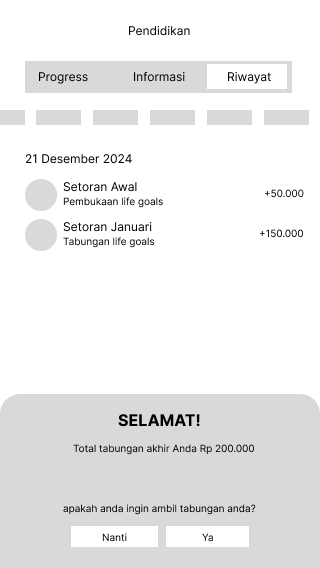 Pendidikan
Progress Informasi Riwayat
21 Desember 2024
Setoran Awal
Pembukaan life goals
+50.000
Setoran Januari
Tabungan life goals
+150.000
SELAMAT!
Total tabungan akhir Anda Rp 200.000
apakah anda ingin ambil tabungan anda?
Nanti Ya